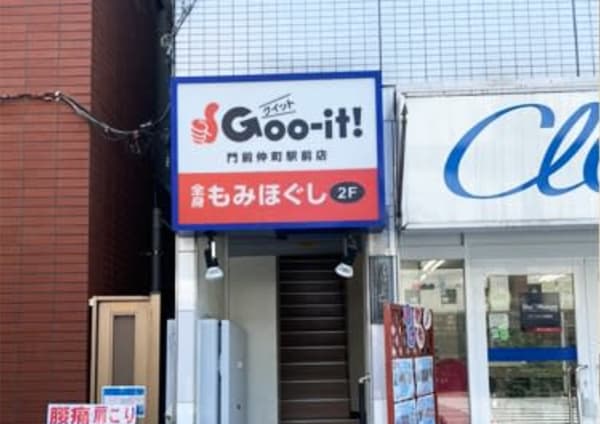 グイット
Goo-it!
門前仲町駅前店
全身もみほぐし 2F
Cle
腰痛 肩こり